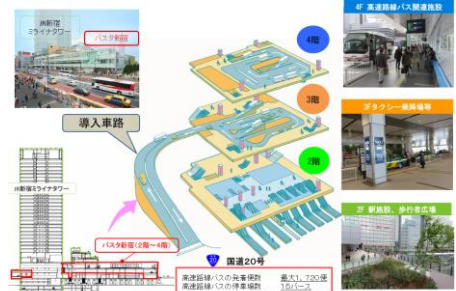 JR新宿
ミライナタワー
バスタ新宿
導入車路
4階
3階
2階
4F 高速路線バス関連施設
3Fタクシー乗降場等
2F 駅施設、歩行者広場
JR新宿ミライナタワー
バスタ新宿(2階~4階)
20
国道20号
高速路線バスの発着便数 最大1,720便
高速路線バスの停車場数 15バース